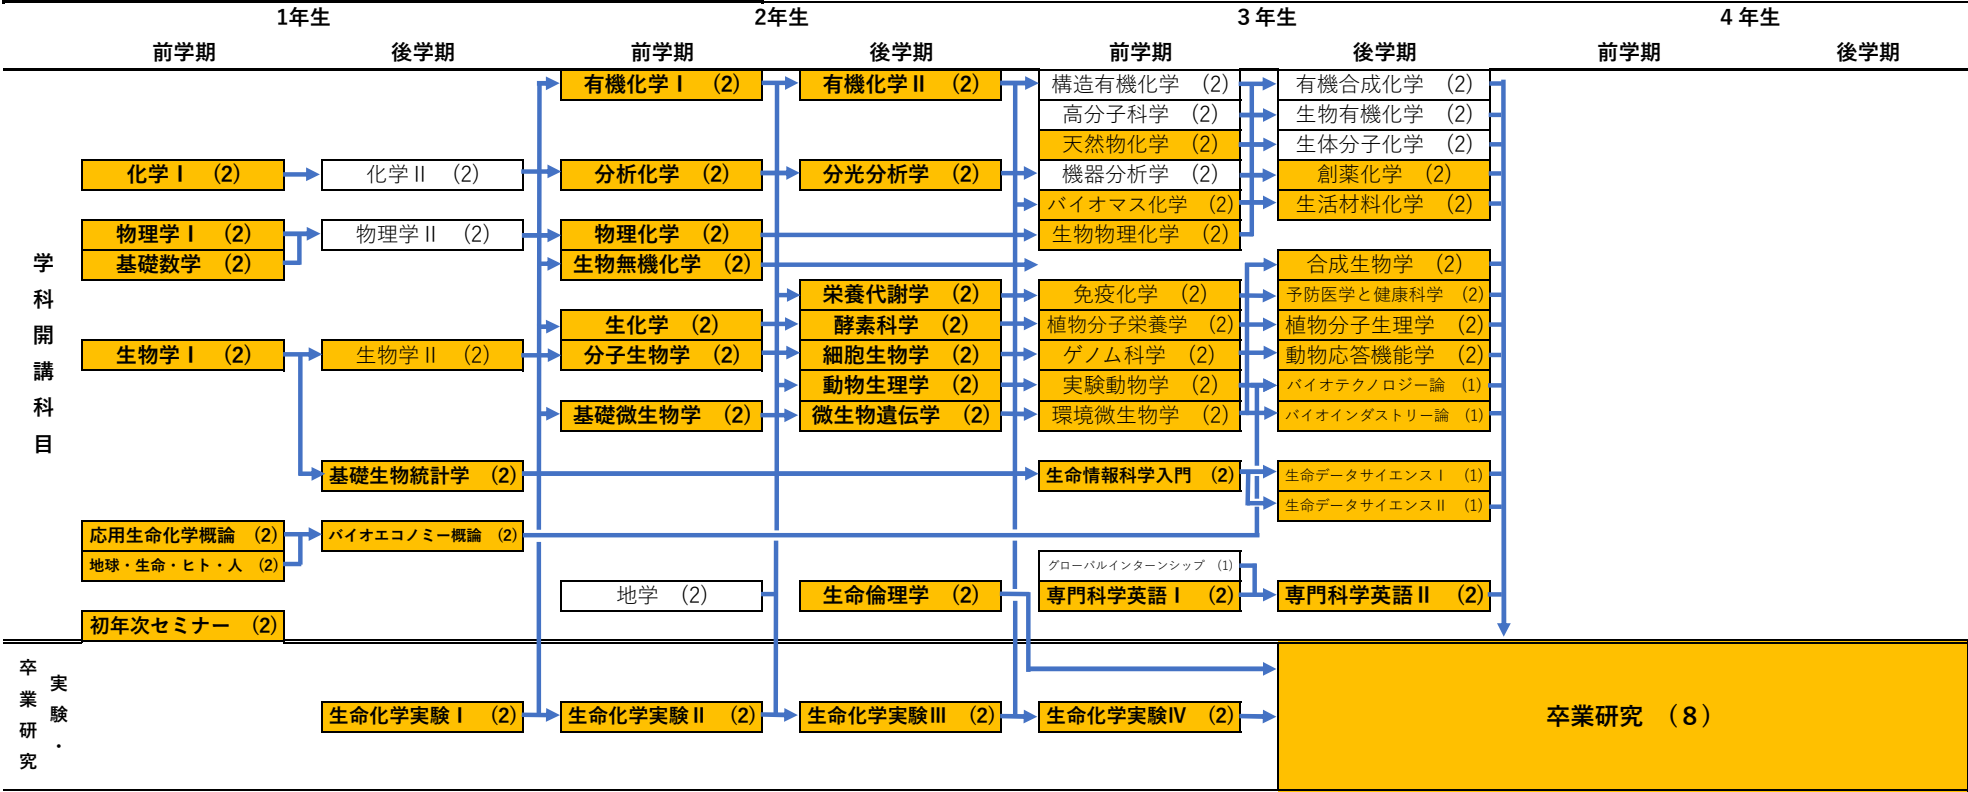 1年生 2年生 3 年生 4 年生
前学期 後学期 前学期 後学期 前学期 後学期 前学期 後学期
有機化学Ⅰ (2) 有機化学Ⅱ (2) 構造有機化学 (2) 有機合成化学 (2)
高分子科学 (2) 生物有機化学 (2)
天然物化学 (2) 生体分子化学 (2)
化学Ⅰ (2) 化学Ⅱ (2) 分析化学 (2) 分光分析学 (2) 機器分析学 (2) 創薬化学 (2)
バイオマス化学 (2) 生活材料化学 (2)
物理学Ⅰ (2) 物理学Ⅱ (2) 物理化学 (2) 生物物理化学 (2)
基礎数学 (2) 生物無機化学 (2) 合成生物学 (2)
栄養代謝学 (2) 免疫化学 (2) 予防医学と健康科学 (2)
生化学 (2) 酵素科学 (2) 植物分子栄養学 (2) 植物分子生理学 (2)
生物学Ⅰ (2) 生物学Ⅱ (2) 分子生物学 (2) 細胞生物学 (2) ゲノム科学 (2) 動物応答機能学 (2)
動物生理学 (2) 実験動物学 (2) バイオテクノロジー論 (1)
基礎微生物学 (2) 微生物遺伝学 (2) 環境微生物学 (2) バイオインダストリー論 (1)
学科開講科目
基礎生物統計学 (2) 生命情報科学入門 (2) 生命データサイエンスⅠ (1)
生命データサイエンスⅡ (1)
応用生命化学概論 (2) バイオエコノミー概論 (2)
地球・生命・ヒト・人 (2) グローバルインターンシップ (1)
地学 (2) 生命倫理学 (2) 専門科学英語Ⅰ (2) 専門科学英語Ⅱ (2)
初年次セミナー (2)
実験・
卒業研究
生命化学実験Ⅰ (2) 生命化学実験Ⅱ (2) 生命化学実験Ⅲ (2) 生命化学実験Ⅳ (2) 卒業研究 (8)